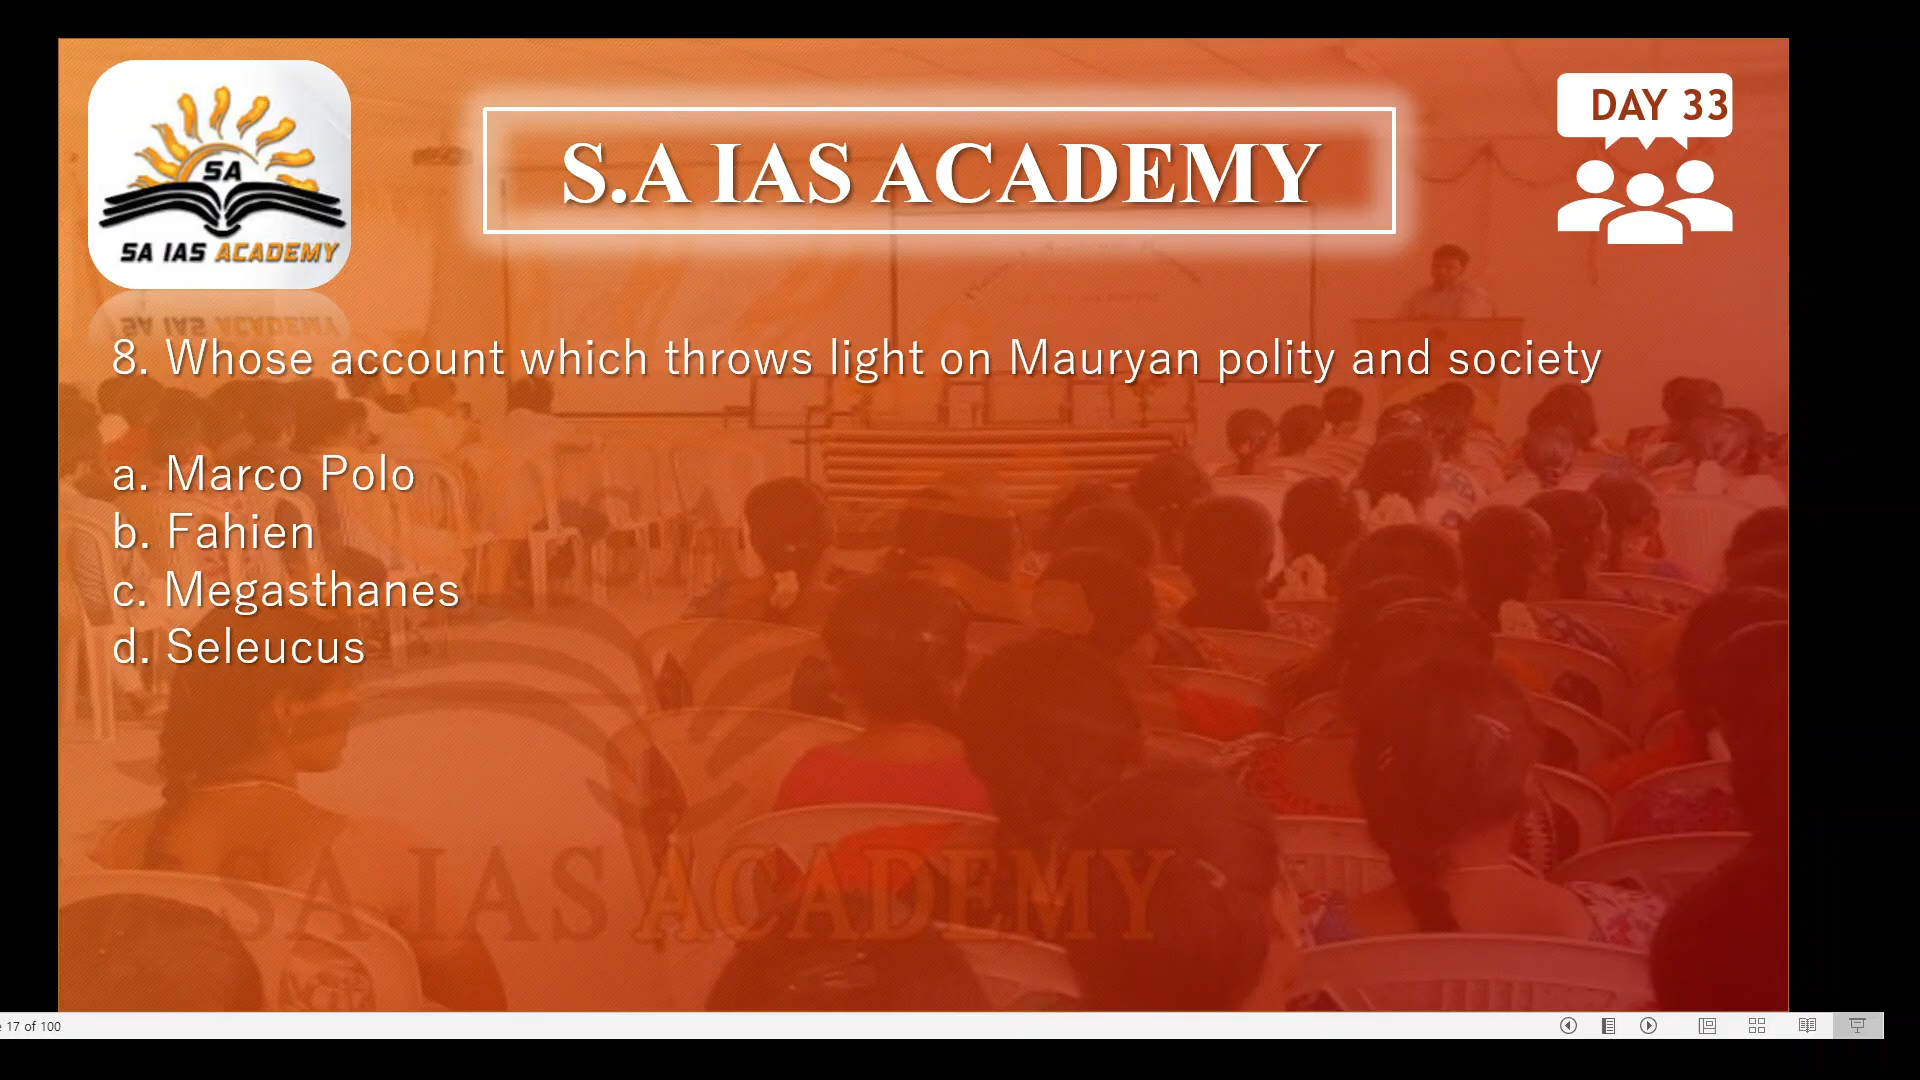 SA
SA IAS ACADEMY
S.A IAS ACADEMY
DAY 33
8. Whose account which throws light on Mauryan polity and society
a. Marco Polo
b. Fahien
c. Megasthanes
d. Seleucus
SA IAS ACADEMY
17 of 100